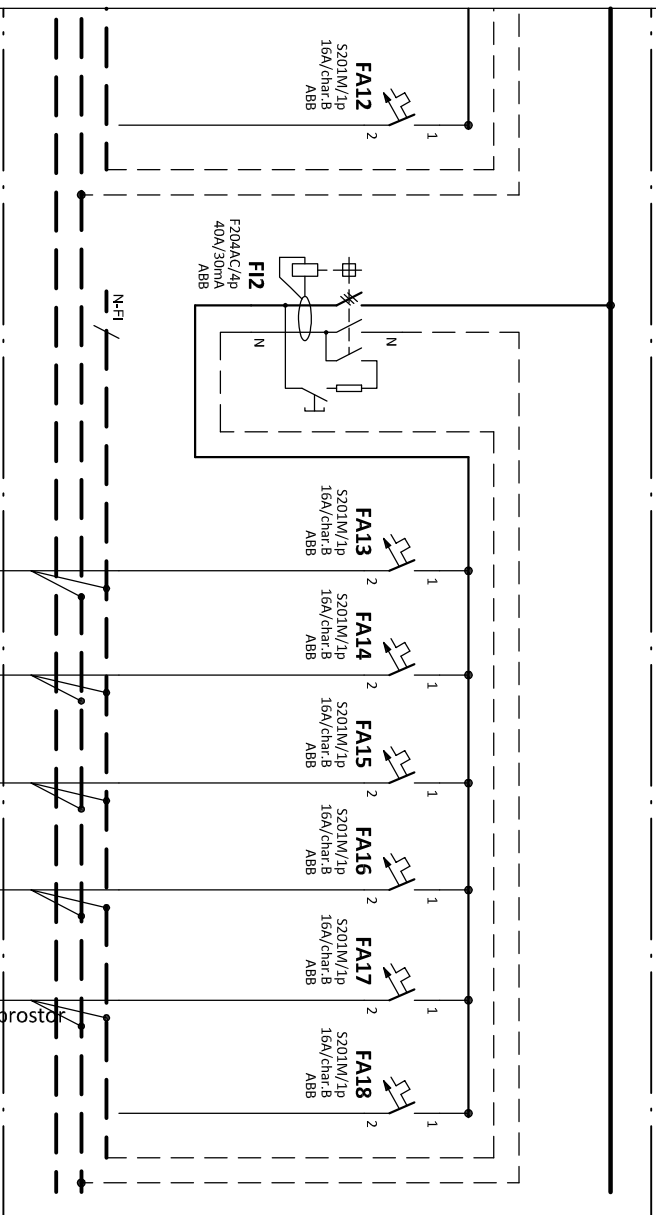 FA12
S201M/1p
16A/char.B
ABB
1
2
FI2
F204AC/4p
40A/30mA
ABB
N
N
N-FI
FA13
S201M/1p
16A/char.B
ABB
1
2
FA14
S201M/1p
16A/char.B
ABB
1
2
FA15
S201M/1p
16A/char.B
ABB
1
2
FA16
S201M/1p
16A/char.B
ABB
1
2
FA17
S201M/1p
16A/char.B
ABB
1
2
FA18
S201M/1p
16A/char.B
ABB
1
2
prostor